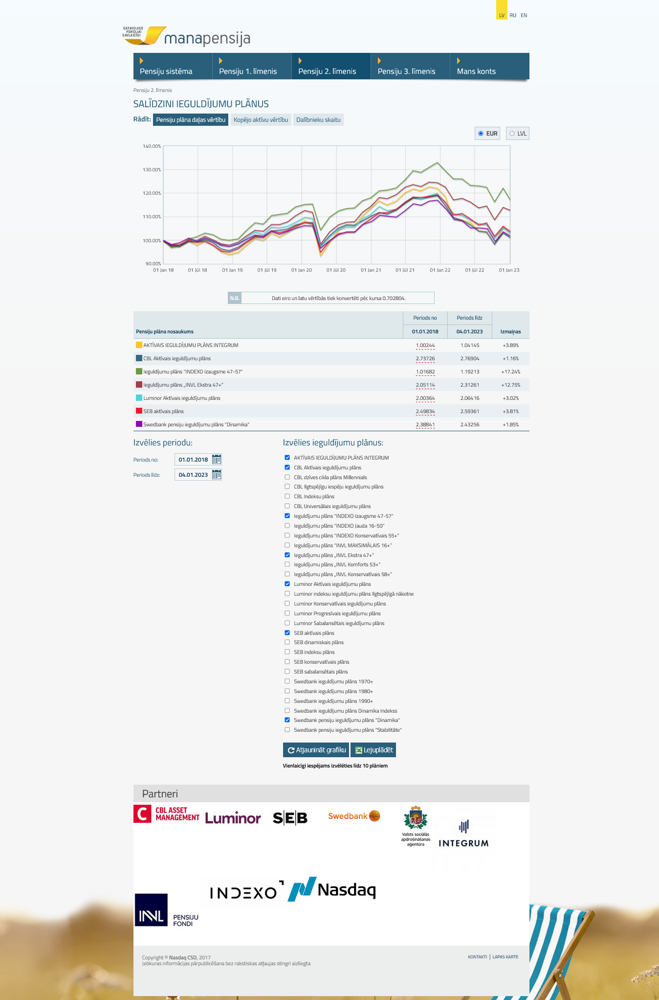 LV RU EN
GATAVOJIES
PENSIJAI
SAVLAICĪGI
manapensija
Pensiju sistēma
Pensiju 1. līmenis
Pensiju 2. līmenis
Pensiju 3. līmenis
Mans konts
Pensiju 2. līmenis
SALĪDZINI IEGULDĪJUMU PLĀNUS
Rādīt: Pensiju plāna daļas vērtību Kopējo aktīvu vērtību Dalībnieku skaitu
EUR LVL
140.00%
130.00%
120.00%
110.00%
100.00%
90.00%
01 Jan 18 01 Jūl 18 01 Jan 19 01 Jūl 19 01 Jan 20 01 Jūl 20 01 Jan 21 01 Jūl 21 01 Jan 22 01 Jūl 22 01 Jan 23
N.B. Dati eiro un latu vērtībās tiek konvertēti pēc kursa 0.702804.
Periods no Periods līdz
Pensiju plāna nosaukums 01.01.2018 04.01.2023 Izmaiņas
AKTĪVAIS IEGULDĪJUMU PLĀNS INTEGRUM 1.00244 1.04145 +3.89%
CBL Aktīvais ieguldījumu plāns 2.73726 2.76904 +1.16%
Ieguldījumu plāns "INDEXO Izaugsme 47-57" 1.01682 1.19213 +17.24%
Ieguldījumu plāns „INVL Ekstra 47+” 2.05114 2.31261 +12.75%
Luminor Aktīvais ieguldījumu plāns 2.00364 2.06416 +3.02%
SEB aktīvais plāns 2.49834 2.59361 +3.81%
Swedbank pensiju ieguldījumu plāns "Dinamika" 2.38841 2.43256 +1.85%
Izvēlies periodu:
Periods no: 01.01.2018
Periods līdz: 04.01.2023
Izvēlies ieguldījumu plānus:
AKTĪVAIS IEGULDĪJUMU PLĀNS INTEGRUM
CBL Aktīvais ieguldījumu plāns
CBL dzīves cikla plāns Millennials
CBL Ilgtspējīgu iespēju ieguldījumu plāns
CBL Indeksu plāns
CBL Universālais ieguldījumu plāns
Ieguldījumu plāns "INDEXO Izaugsme 47-57"
Ieguldījumu plāns "INDEXO Jauda 16-50"
Ieguldījumu plāns "INDEXO Konservatīvais 55+"
Ieguldījumu plāns "INVL MAKSIMĀLAIS 16+"
Ieguldījumu plāns „INVL Ekstra 47+”
Ieguldījumu plāns „INVL Komforts 53+”
Ieguldījumu plāns „INVL Konservatīvais 58+”
Luminor Aktīvais ieguldījumu plāns
Luminor indeksu ieguldījumu plāns Ilgtspējīgā nākotne
Luminor Konservatīvais ieguldījumu plāns
Luminor Progresīvais ieguldījumu plāns
Luminor Sabalansētais ieguldījumu plāns
SEB aktīvais plāns
SEB dinamiskais plāns
SEB indeksu plāns
SEB konservatīvais plāns
SEB sabalansētais plāns
Swedbank ieguldījumu plāns 1970+
Swedbank ieguldījumu plāns 1980+
Swedbank ieguldījumu plāns 1990+
Swedbank ieguldījumu plāns Dinamika Indekss
Swedbank pensiju ieguldījumu plāns "Dinamika"
Swedbank pensiju ieguldījumu plāns "Stabilitāte"
Atjaunināt grafiku Lejuplādēt
Vienlaicīgi iespējams izvēlēties līdz 10 plāniem
Partneri
C CBL ASSET
MANAGEMENT
Luminor
SEB
Swedbank
Valsts sociālās
apdrošināšanas
aģentūra
INTEGRUM
INVL PENSIJU
FONDI
INDEXO
Nasdaq
Copyright © Nasdaq CSD, 2017
Jebkuras informācijas pārpublicēšana bez rakstiskas atļaujas stingri aizliegta
KONTAKTI | LAPAS KARTE